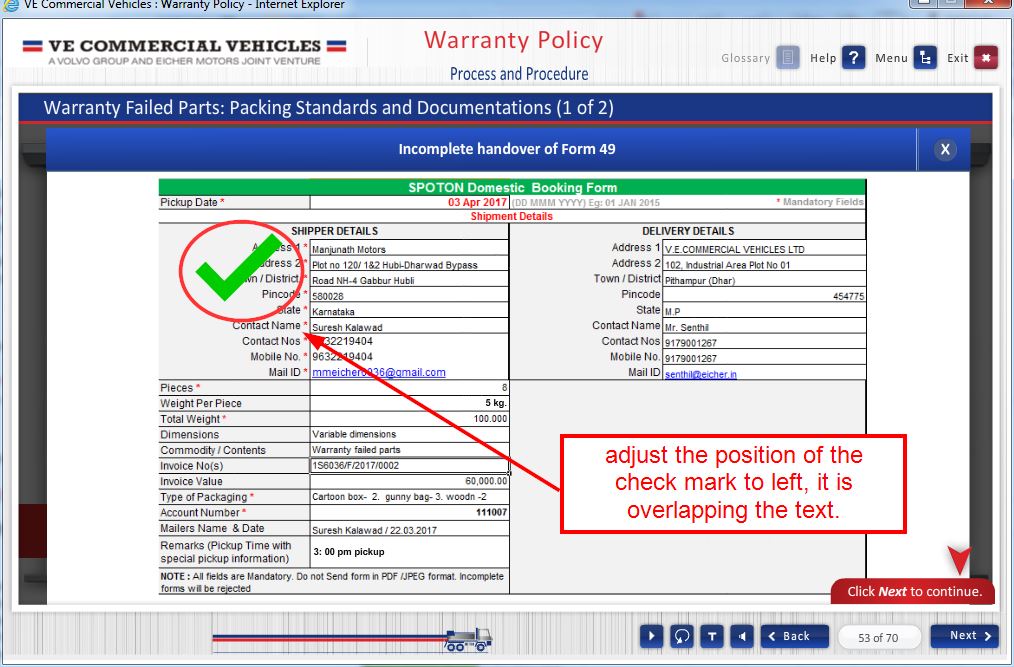 VE Commercial Vehicles : Warranty Policy - Internet Explorer
VE COMMERCIAL VEHICLES
A VOLVO GROUP AND EICHER MOTORS JOINT VENTURE
Warranty Policy
Process and Procedure
Glossary Help ? Menu Exit
Warranty Failed Parts: Packing Standards and Documentations (1 of 2)
Incomplete handover of Form 49 X
SPOTON Domestic Booking Form
Pickup Date * 03 Apr 2017 (DD MMM YYYY) Eg: 01 JAN 2015 * Mandatory Fields
Shipment Details
SHIPPER DETAILS DELIVERY DETAILS
* Manjunath Motors Address 1 V.E.COMMERCIAL VEHICLES LTD
2 * Plot no 120/ 1&2 Hubi-Dharwad Bypass Address 2 102, Industrial Area Plot No 01
/ District * Road NH-4 Gabbur Hubli Town / District Pithampur (Dhar)
Pincode * 580028 Pincode 454775
State * Karnataka State M.P
Contact Name * Suresh Kalawad Contact Name Mr. Senthil
Contact Nos * 9632219404 Contact Nos 9179001267
Mobile No. * 9632219404 Mobile No. 9179001267
Mail ID * mmeicher6036@gmail.com Mail ID senthil@eicher.in
Pieces * 8
Weight Per Piece 5 kg.
Total Weight * 100.000
Dimensions Variable dimensions
Commodity / Contents Warranty failed parts
Invoice No(s) 1S6036/F/2017/0002
Invoice Value 60,000.00
Type of Packaging * Cartoon box- 2. gunny bag- 3. woodn -2
Account Number * 111007
Mailers Name & Date Suresh Kalawad / 22.03.2017
Remarks (Pickup Time with
special pickup information) 3: 00 pm pickup
NOTE : All fields are Mandatory. Do not Send form in PDF /JPEG format. Incomplete
forms will be rejected
adjust the position of the
check mark to left, it is
overlapping the text.
Click Next to continue.
T < Back 53 of 70 Next >